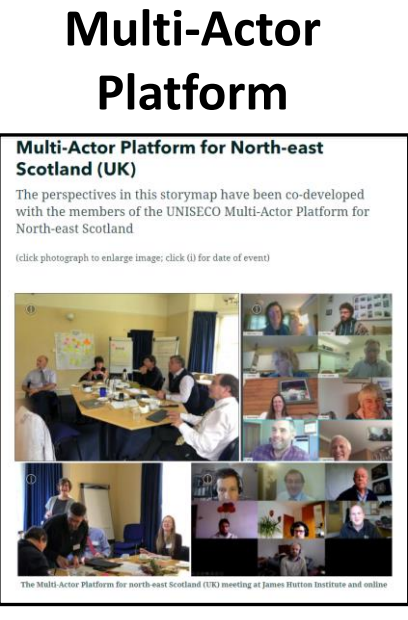 Multi-Actor
Platform
Multi-Actor Platform for North-east
Scotland (UK)
The perspectives in this storymap have been co-developed
with the members of the UNISECO Multi-Actor Platform for
North-east Scotland
(click photograph to enlarge image; click (i) for date of event)
The Multi-Actor Platform for north-east Scotland (UK) meeting at James Hutton Institute and online